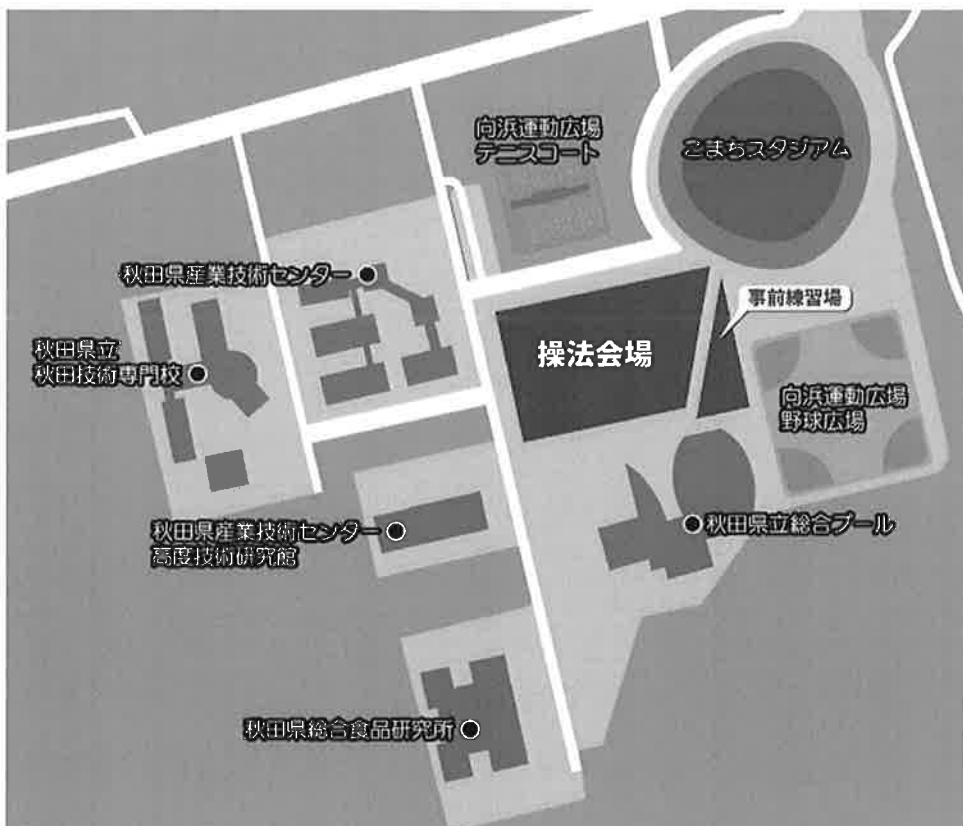 向浜運動広場
テニスコート
こまちスタジアム
秋田県産業技術センター
事前練習場
秋田県立
秋田技術専門校
操法会場
向浜運動広場
野球広場
秋田県産業技術センター
高度技術研究館
秋田県立総合プール
秋田県総合食品研究所